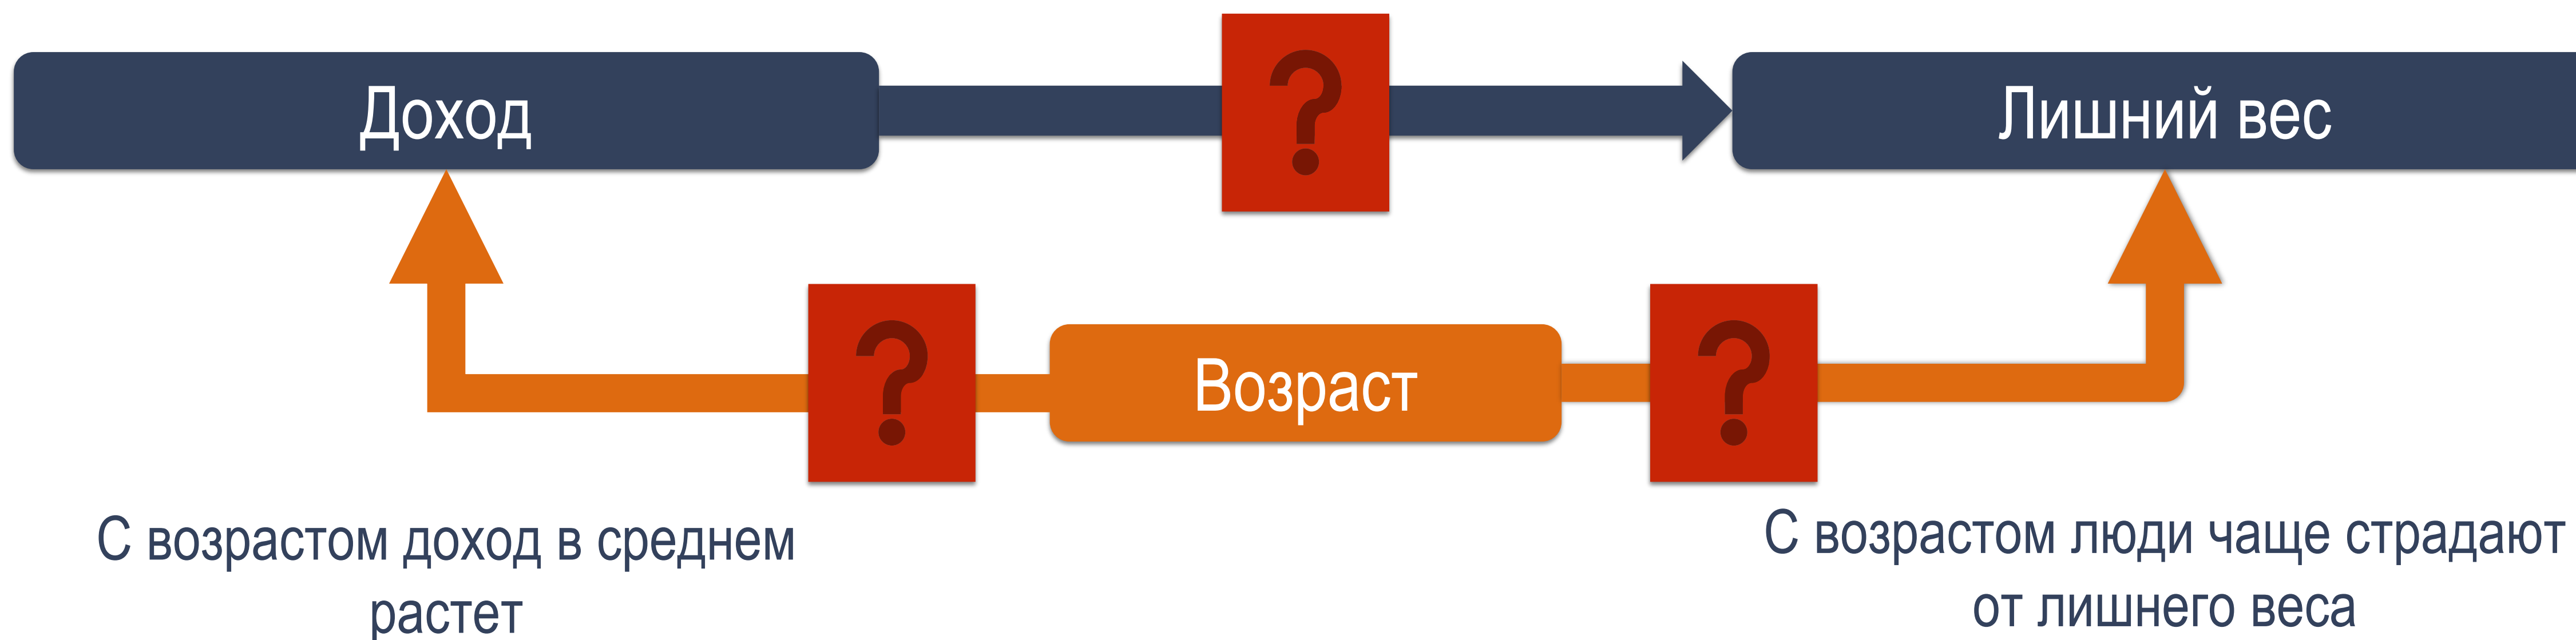 Доход
?
Лишний вес
?
Возраст
?
С возрастом доход в среднем
растет
С возрастом люди чаще страдают
от лишнего веса